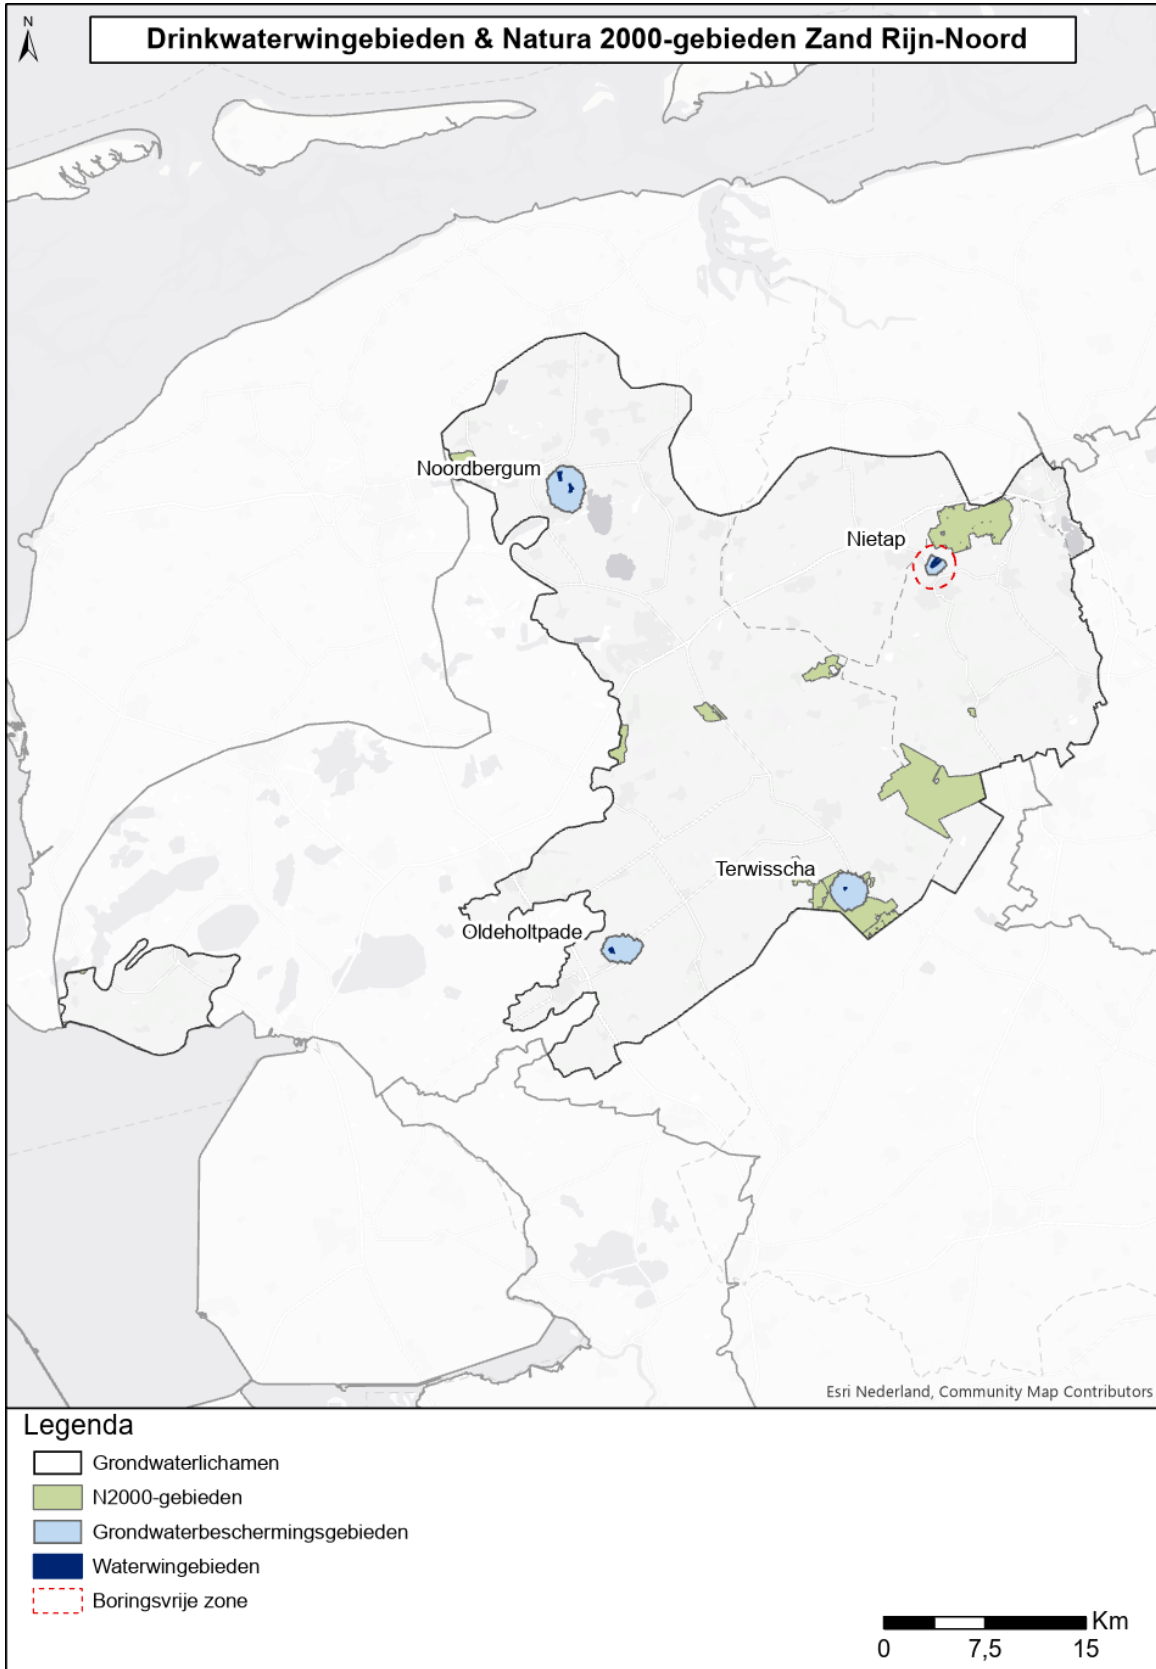 N
Drinkwaterwingebieden & Natura 2000-gebieden Zand Rijn-Noord
Noordbergum
Nietap
Terwisscha
Oldeholtpade
Esri Nederland, Community Map Contributors
Legenda
Grondwaterlichamen
N2000-gebieden
Grondwaterbeschermingsgebieden
Waterwingebieden
Boringsvrije zone
Km
0 7,5 15